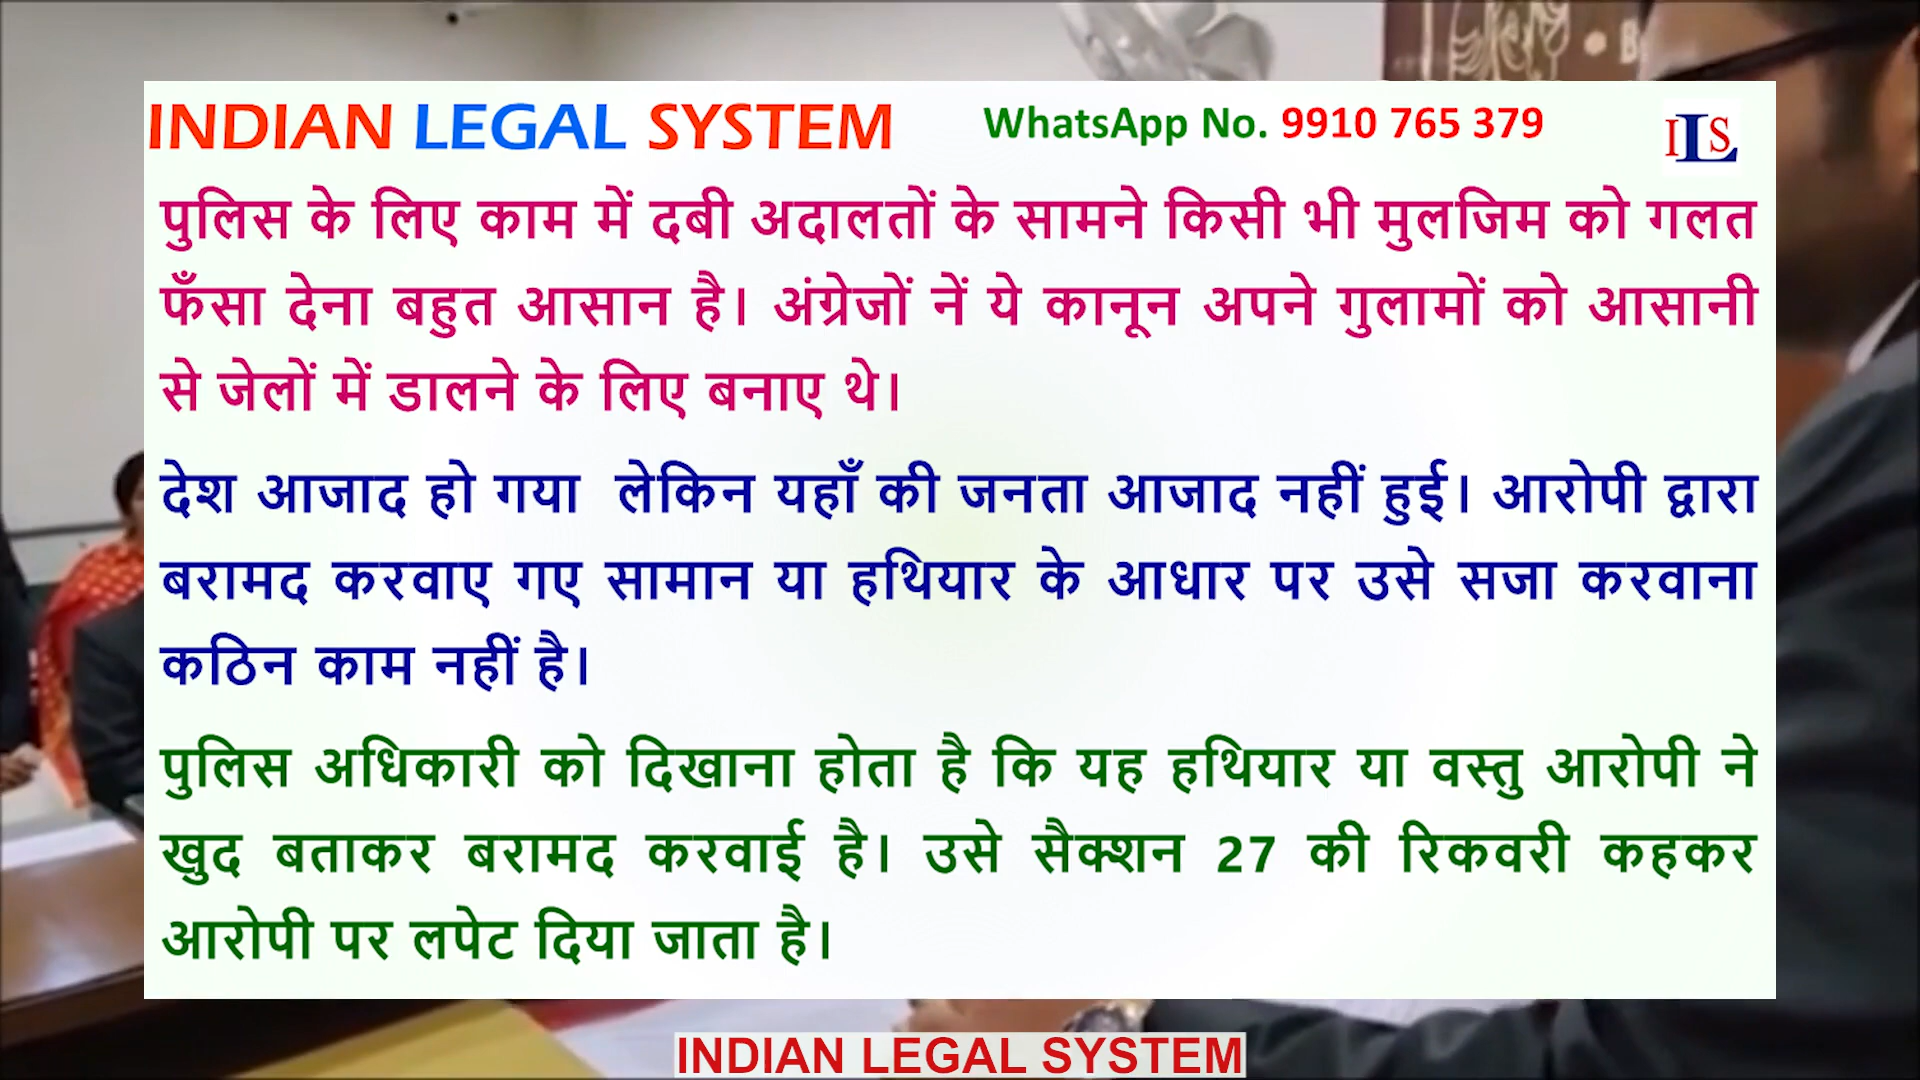 INDIAN LEGAL SYSTEM WhatsApp No. 9910 765 379 ILS
पुलिस के लिए काम में दबी अदालतों के सामने किसी भी मुलजिम को गलत
फँसा देना बहुत आसान है। अंग्रेजों नें ये कानून अपने गुलामों को आसानी
से जेलों में डालने के लिए बनाए थे।
देश आजाद हो गया लेकिन यहाँ की जनता आजाद नहीं हुई। आरोपी द्वारा
बरामद करवाए गए सामान या हथियार के आधार पर उसे सजा करवाना
कठिन काम नहीं है।
पुलिस अधिकारी को दिखाना होता है कि यह हथियार या वस्तु आरोपी ने
खुद बताकर बरामद करवाई है। उसे सैक्शन 27 की रिकवरी कहकर
आरोपी पर लपेट दिया जाता है।
INDIAN LEGAL SYSTEM